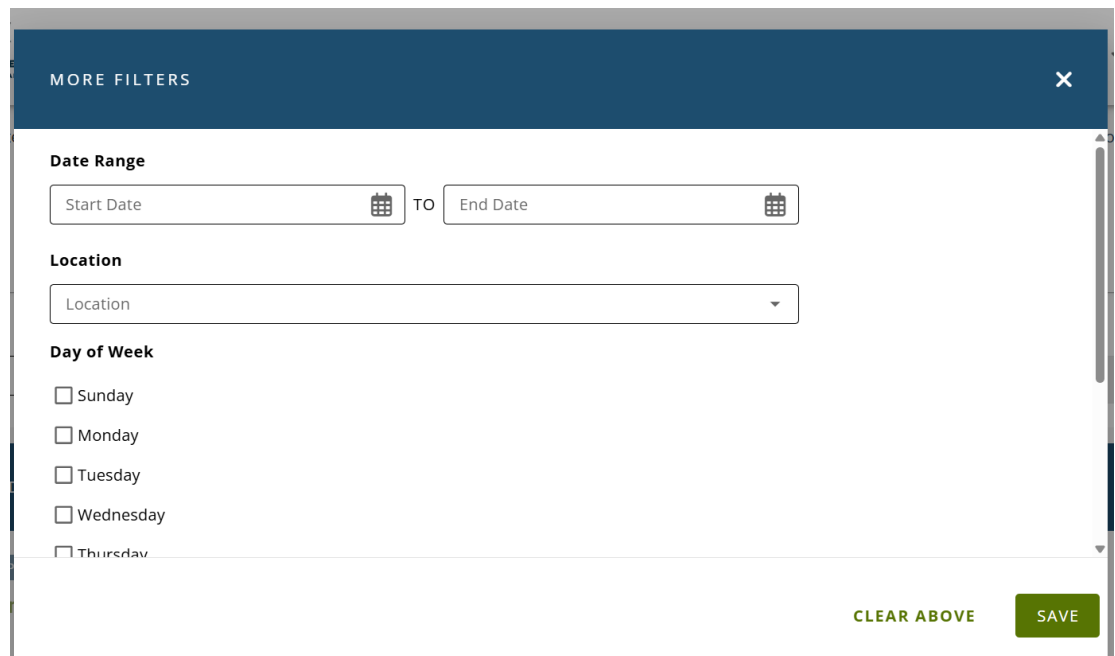 MORE FILTERS
Date Range
Start Date TO End Date
Location
Location
Day of Week
Sunday
Monday
Tuesday
Wednesday
Thursday
CLEAR ABOVE SAVE